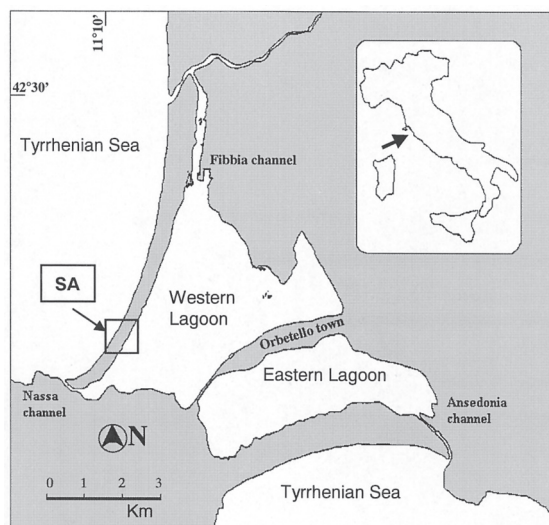 11°10'
42°30'
Tyrrhenian Sea
Fibbia channel
SA
Western
Lagoon
Orbetello town
Eastern Lagoon
Nassa
channel
Ansedonia
channel
N
0 1 2 3
Km
Tyrrhenian Sea